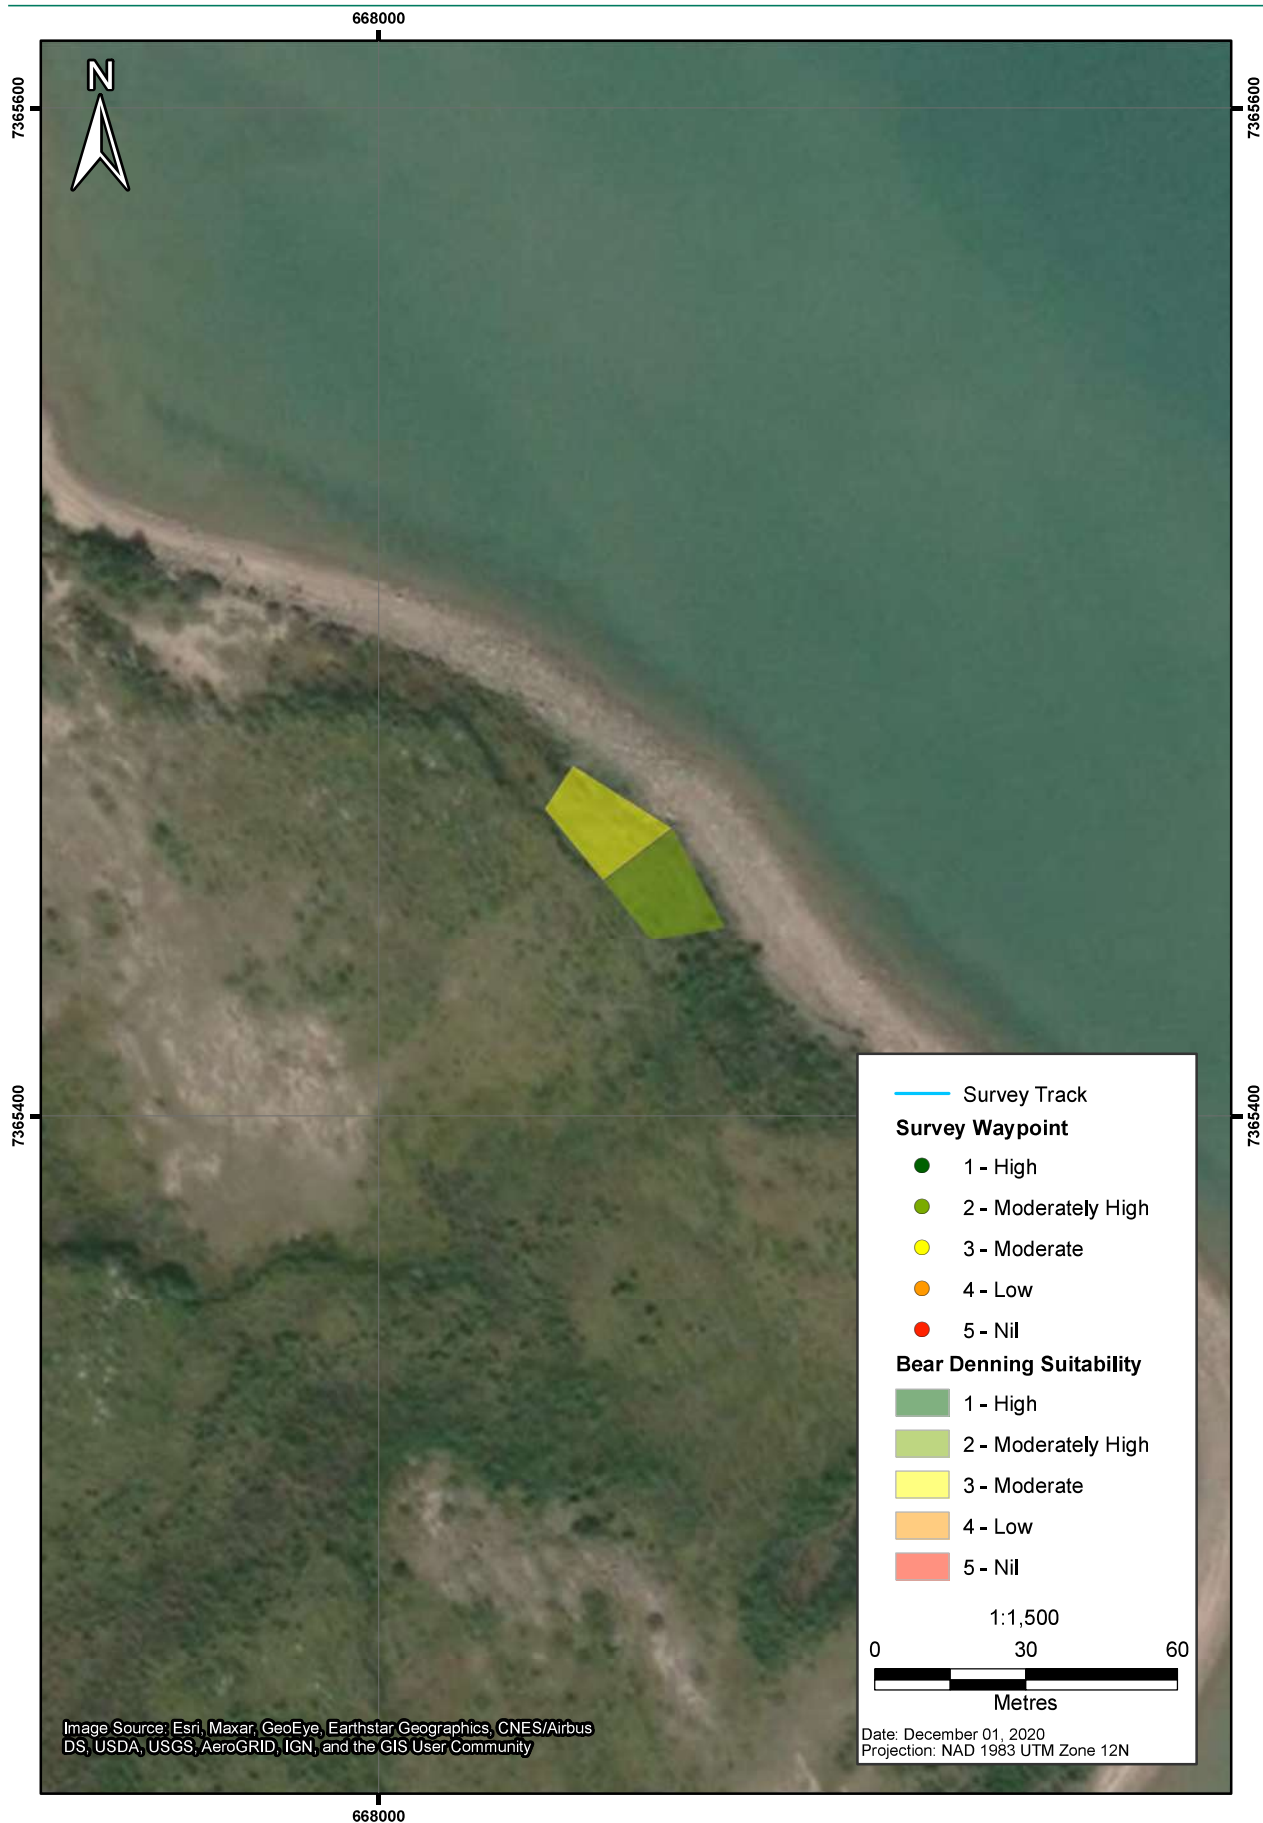 668000
N
7365600
7365600
7365400
7365400
Survey Track
Survey Waypoint
1 - High
2 - Moderately High
3 - Moderate
4 - Low
5 - Nil
Bear Denning Suitability
1 - High
2 - Moderately High
3 - Moderate
4 - Low
5 - Nil
1:1,500
0 30 60
Metres
Date: December 01, 2020
Projection: NAD 1983 UTM Zone 12N
Image Source: Esri, Maxar, GeoEye, Earthstar Geographics, CNES/Airbus
DS, USDA, USGS, AeroGRID, IGN, and the GIS User Community
668000